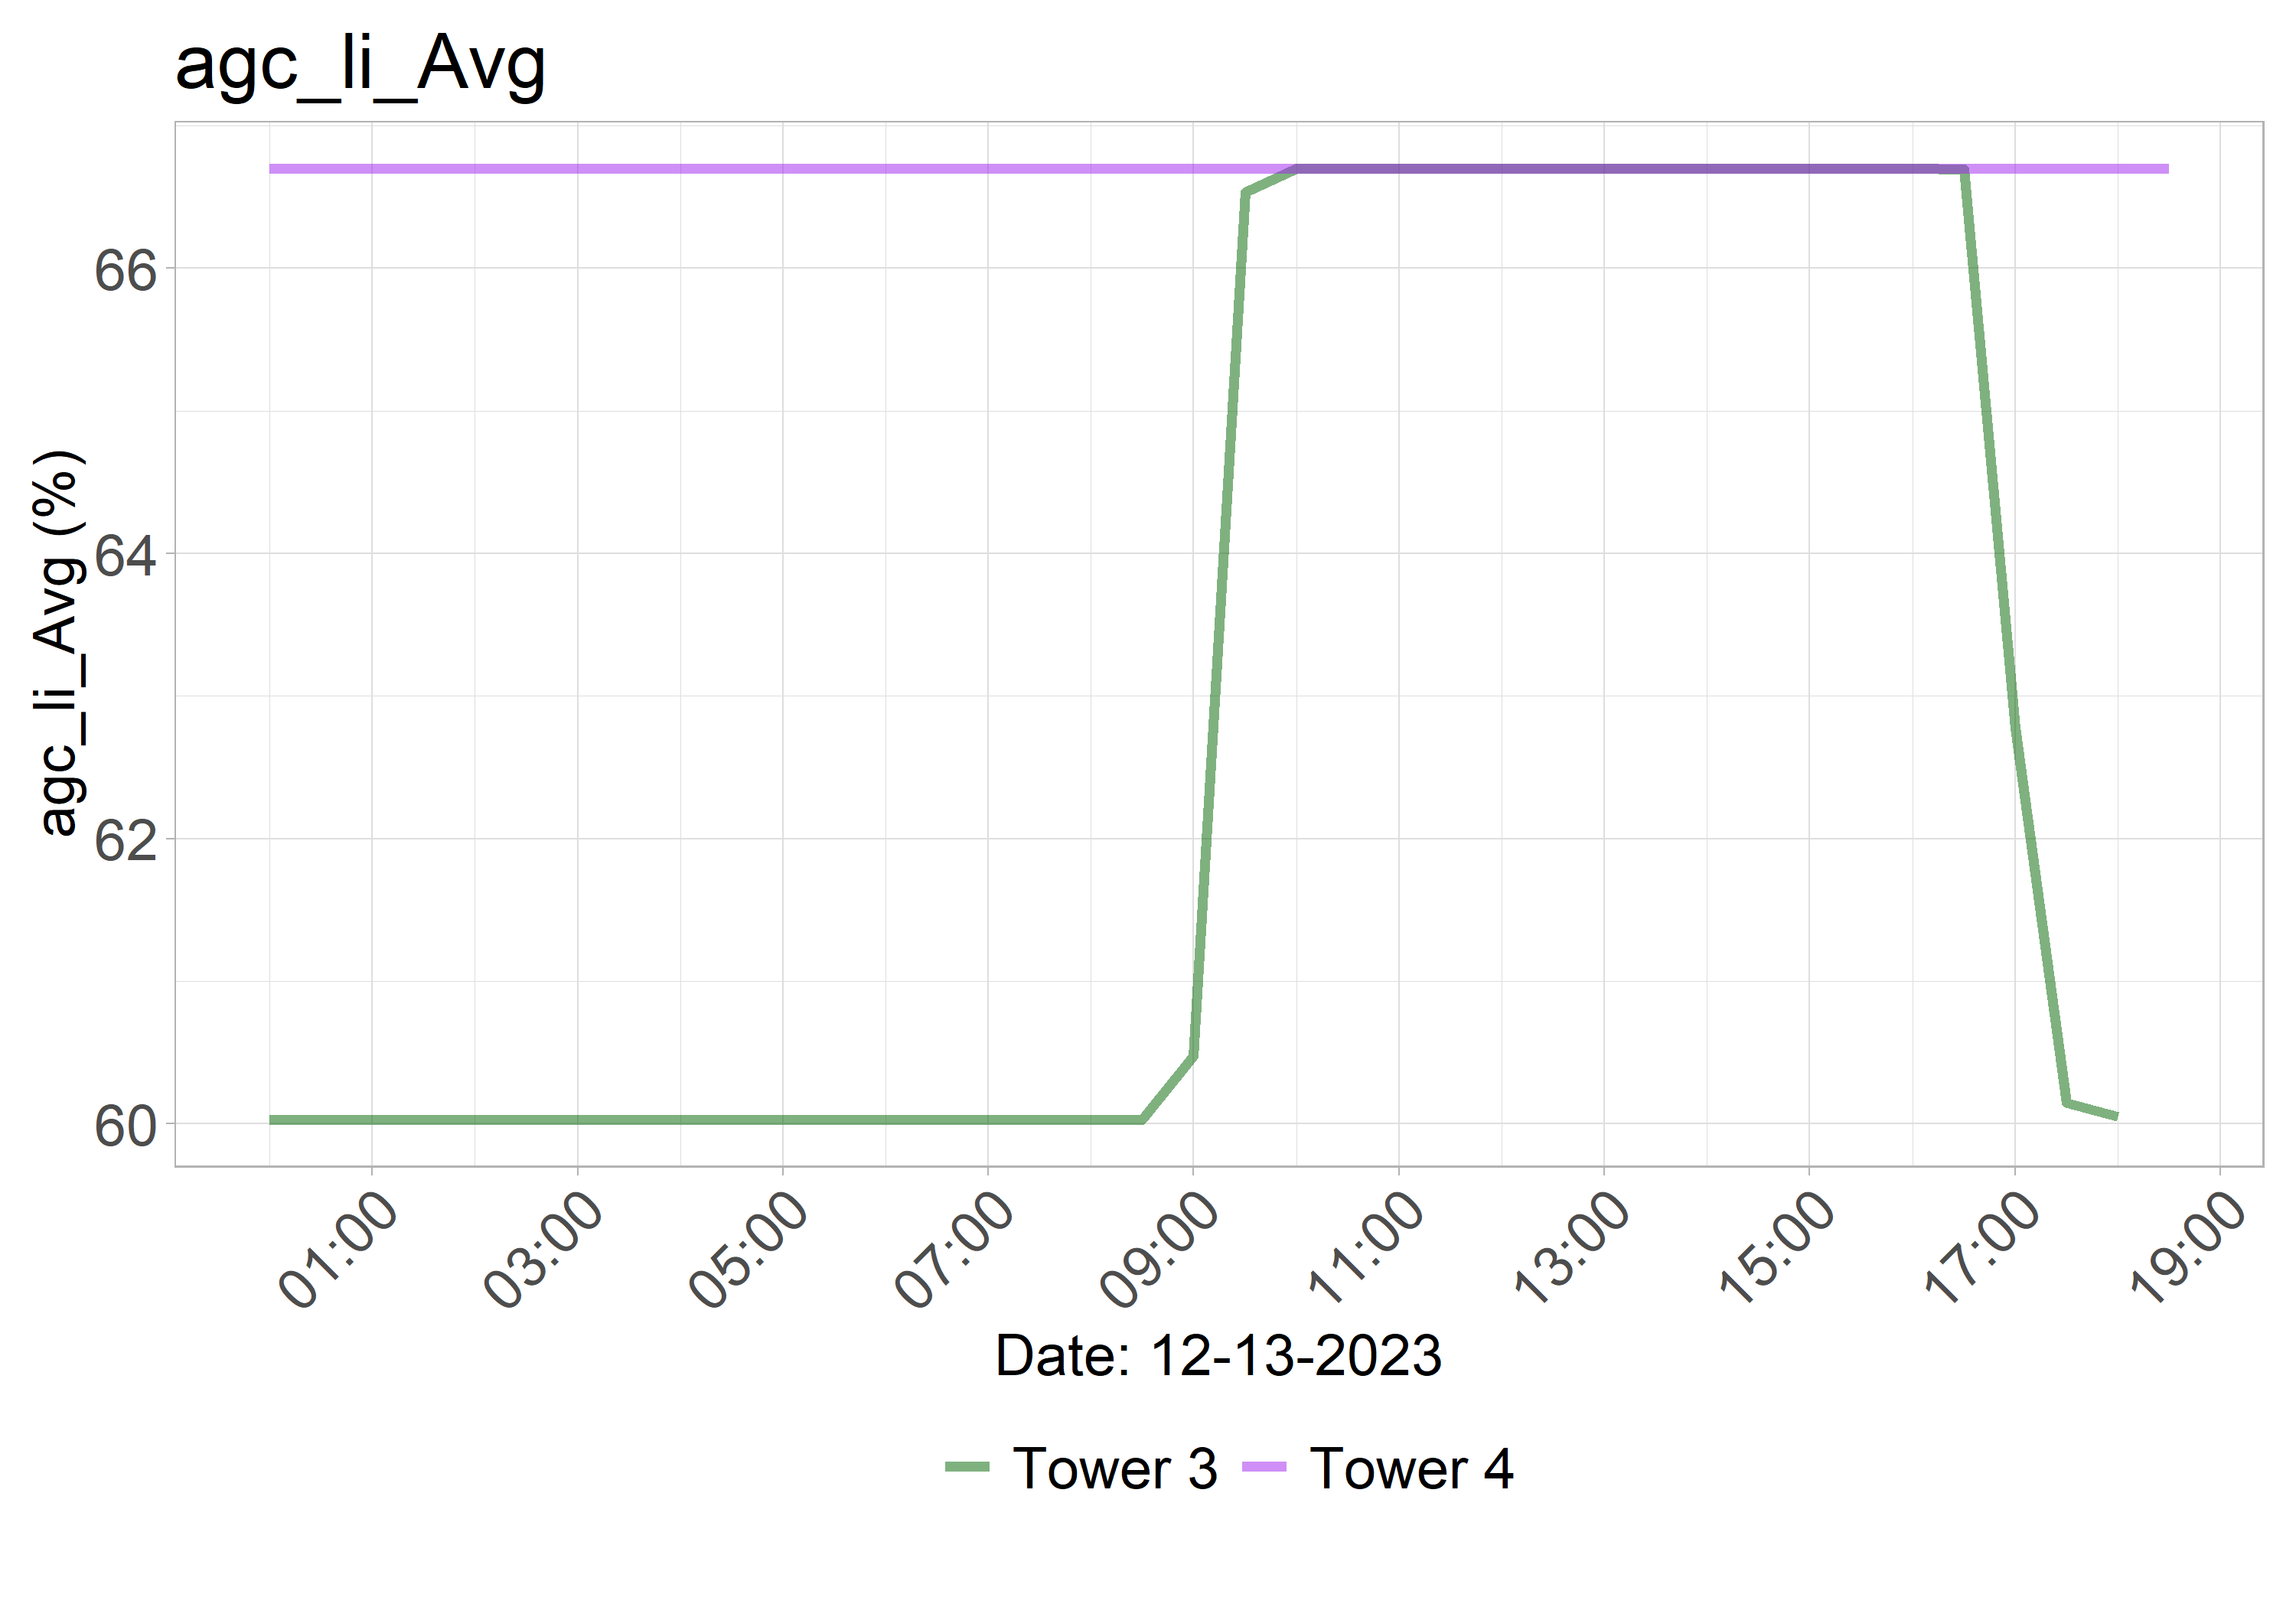 agc_li_Avg
agc_li_Avg (%)
66
64
62
60
01:00 03:00 05:00 07:00 09:00 11:00 13:00 15:00 17:00 19:00
Date: 12-13-2023
Tower 3 Tower 4